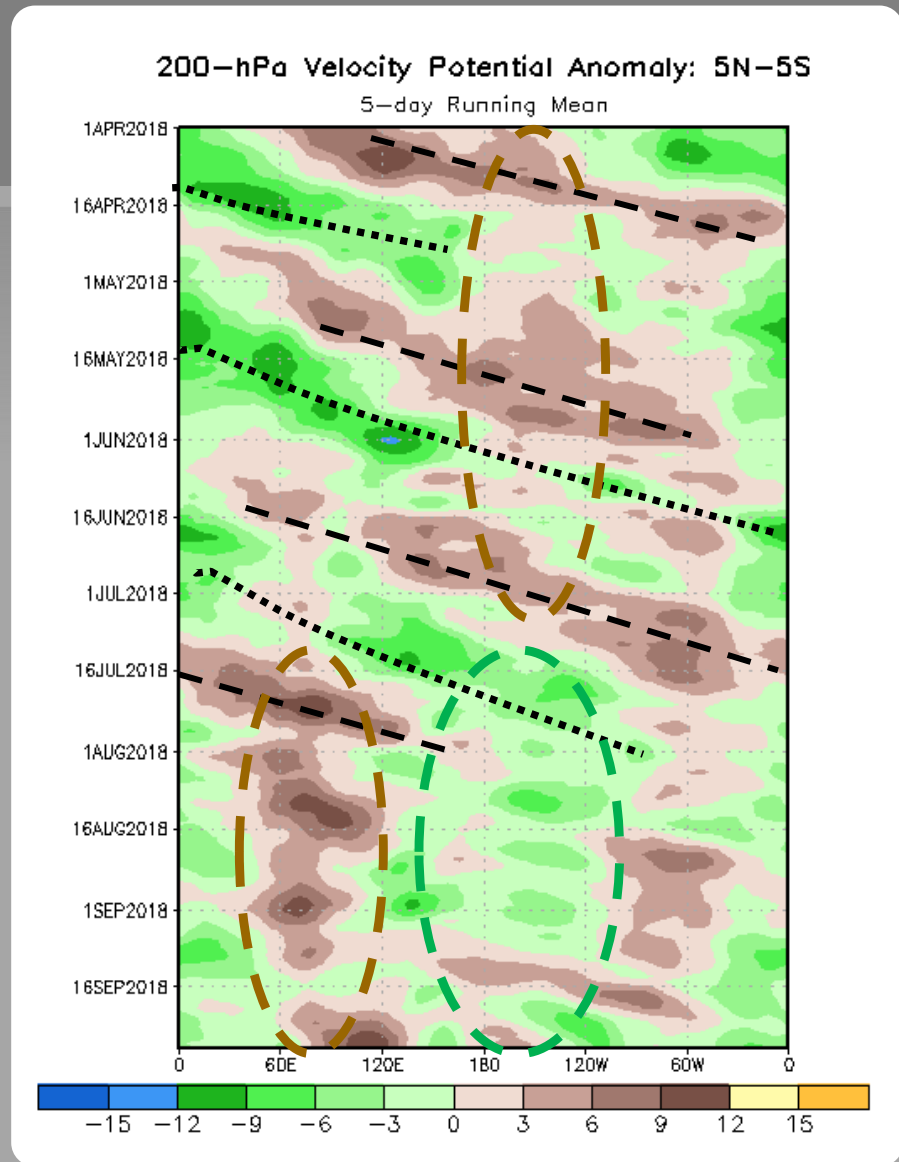 200-hPa Velocity Potential Anomaly: 5N-5S
5-day Running Mean
1APR2018
16APR2018
1MAY2018
16MAY2018
1JUN2018
16JUN2018
1JUL2018
16JUL2018
1AUG2018
16AUG2018
1SEP2018
16SEP2018
0 60E 120E 180 120W 60W 0
-15 -12 -9 -6 -3 0 3 6 9 12 15